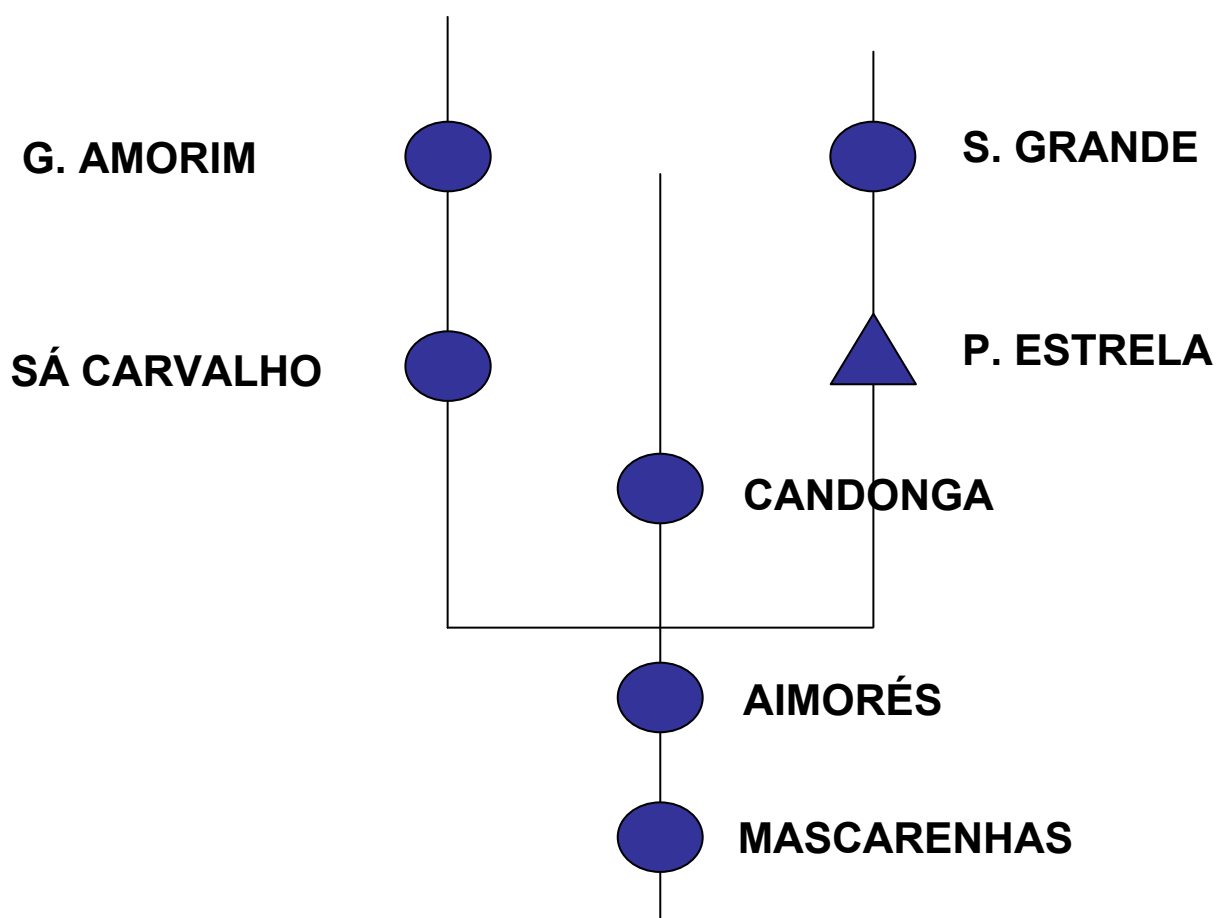 G. AMORIM
S. GRANDE
SÁ CARVALHO
P. ESTRELA
CANDONGA
AIMORÉS
MASCARENHAS